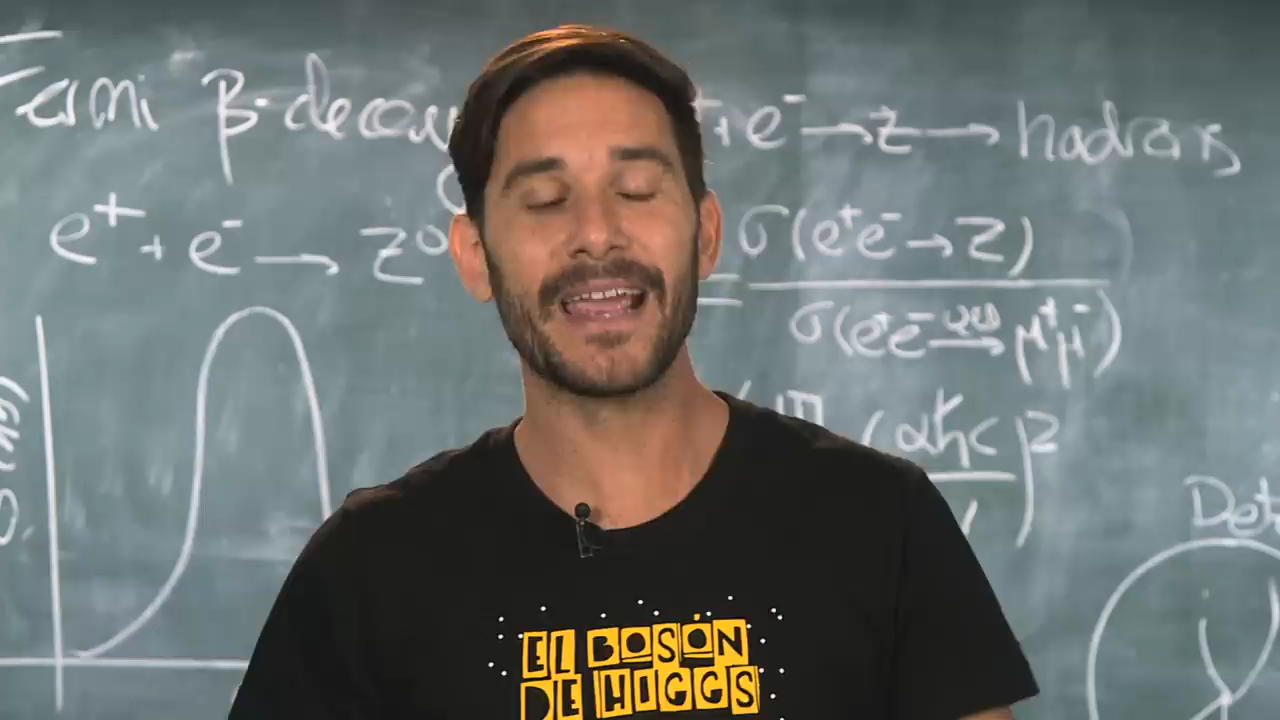 Fermi β-decay + e⁻ → Z → hadrons
e⁺ + e⁻ → Z⁰
= σ(e⁺e⁻ → Z)
σ(e⁺e⁻ → μ⁺μ⁻)
(αħc)²
Det
EL BOSÓN
DE HIGGS